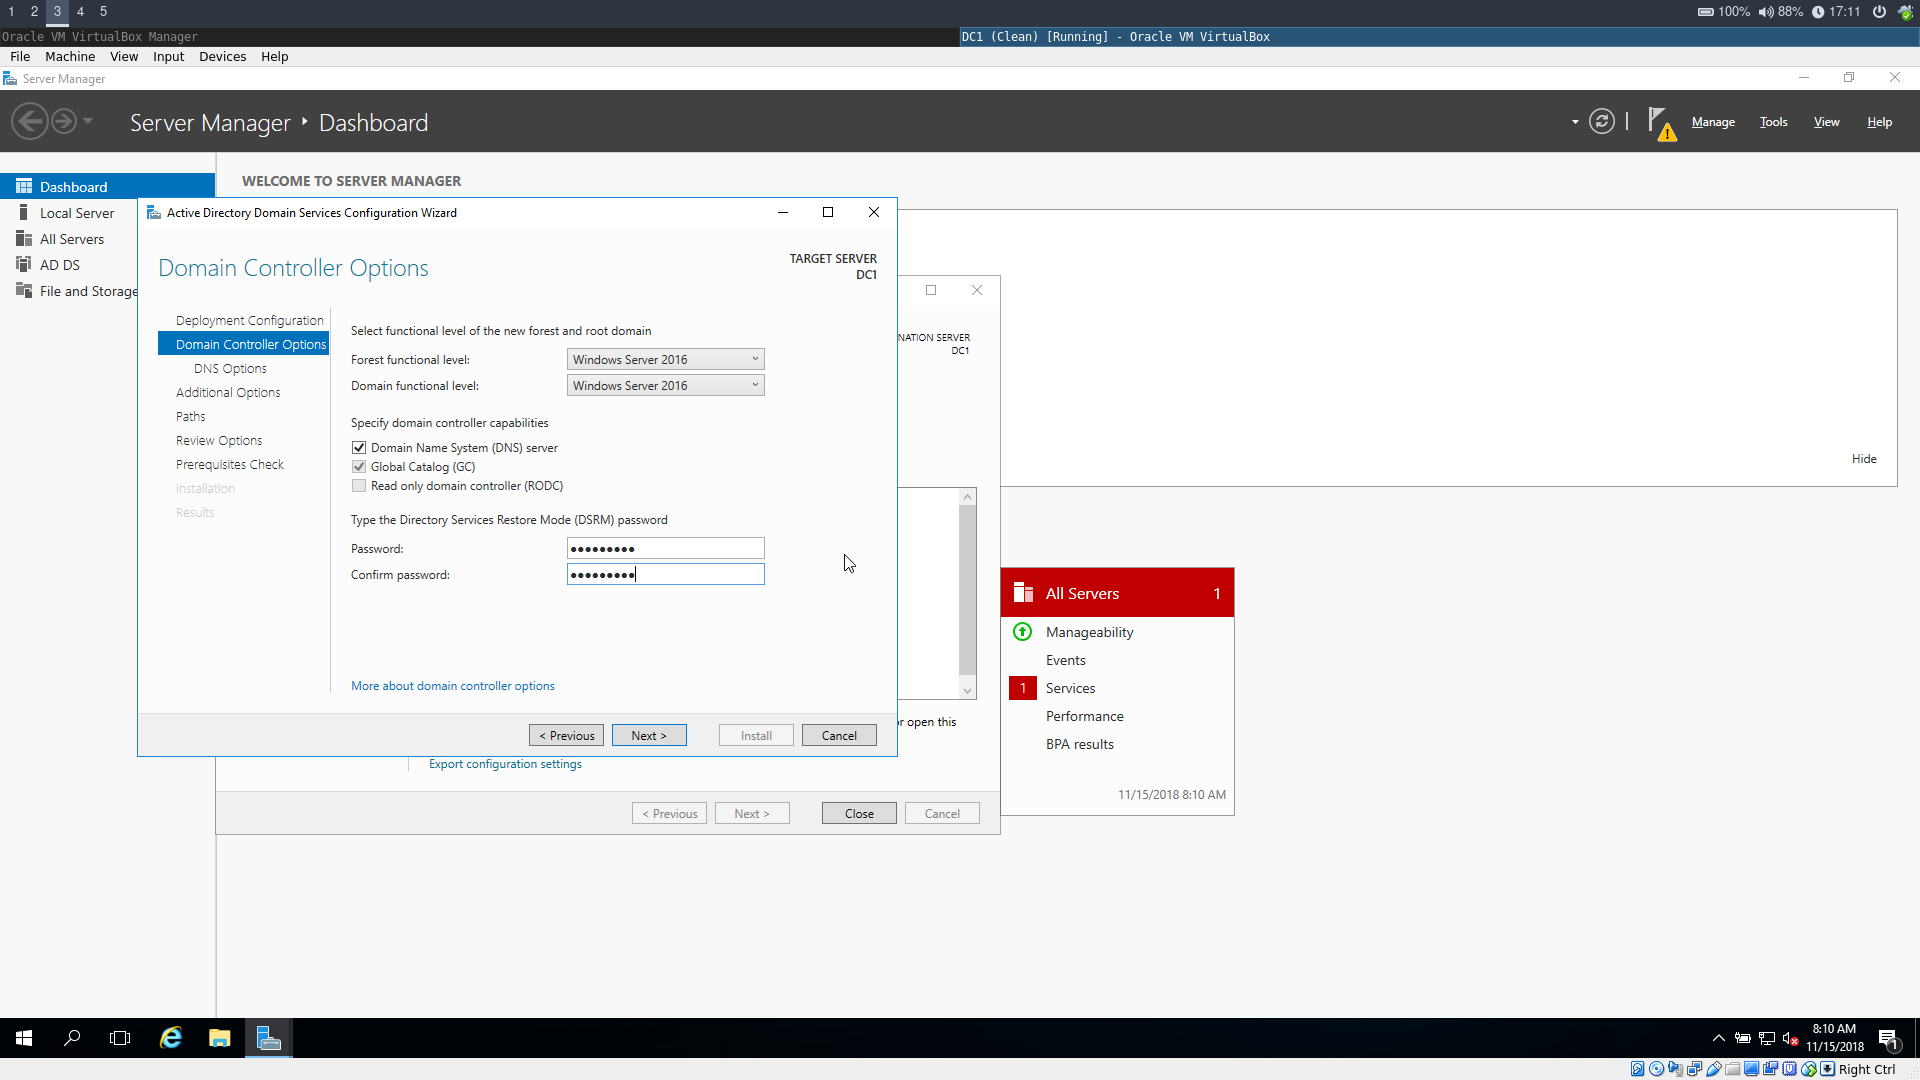 1 2 3 4 5
100% 88% 17:11
Oracle VM VirtualBox Manager
DC1 (Clean) [Running] - Oracle VM VirtualBox
File Machine View Input Devices Help
Server Manager
Server Manager ‣ Dashboard
Manage Tools View Help
Dashboard
Local Server
All Servers
AD DS
File and Storage
WELCOME TO SERVER MANAGER
Active Directory Domain Services Configuration Wizard
Domain Controller Options
TARGET SERVER
DC1
Deployment Configuration
Domain Controller Options
DNS Options
Additional Options
Paths
Review Options
Prerequisites Check
Installation
Results
Select functional level of the new forest and root domain
Forest functional level: Windows Server 2016
Domain functional level: Windows Server 2016
Specify domain controller capabilities
Domain Name System (DNS) server
Global Catalog (GC)
Read only domain controller (RODC)
Type the Directory Services Restore Mode (DSRM) password
Password: ●●●●●●●●●
Confirm password: ●●●●●●●●●
More about domain controller options
< Previous Next > Install Cancel
NATION SERVER
DC1
or open this
Export configuration settings
< Previous Next > Close Cancel
Hide
All Servers 1
Manageability
Events
1 Services
Performance
BPA results
11/15/2018 8:10 AM
8:10 AM
11/15/2018
1
Right Ctrl